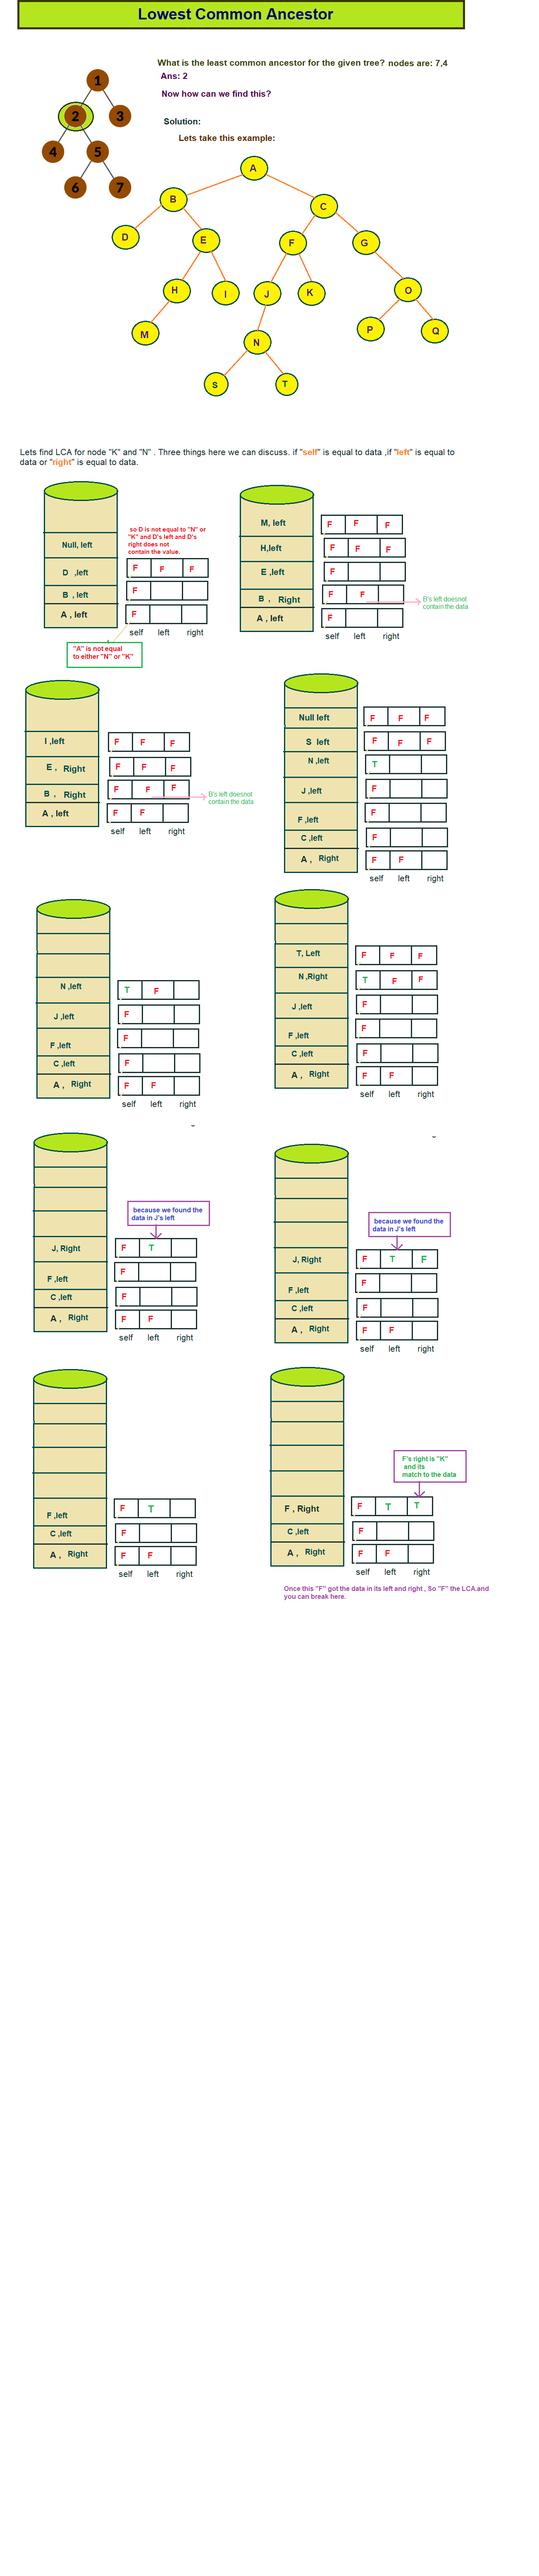 Lowest Common Ancestor
What is the least common ancestor for the given tree? nodes are: 7,4
Ans: 2
Now how can we find this?
Solution:
Lets take this example:
1
2
3
4
5
6
7
A
B
C
D
E
F
G
H
I
J
K
O
M
N
P
Q
S
T
Lets find LCA for node "K" and "N" . Three things here we can discuss. if "self" is equal to data ,if "left" is equal to
data or "right" is equal to data.
so D is not equal to "N" or
"K" and D's left and D's
right does not
contain the value.
Null, left
D ,left F F F
B , left F
A , left F
self left right
"A" is not equal
to either "N" or "K"
M, left F F F
H,left F F F
E ,left F
B , Right F F
B's left doesnot
contain the data
A , left F
self left right
I ,left F F F
E , Right F F F
B , Right F F F
B's left doesnot
contain the data
A , left F F
self left right
Null left F F F
S left F F F
N ,left T
J ,left F
F ,left F
C ,left F
A , Right F F
self left right
N ,left T F
J ,left F
F ,left F
C ,left F
A , Right F F
self left right
T, Left F F F
N ,Right T F F
J ,left F
F ,left F
C ,left F
A , Right F F
self left right
because we found the
data in J's left
J, Right F T
F ,left F
C ,left F
A , Right F F
self left right
because we found the
data in J's left
J, Right F T F
F ,left F
C ,left F
A , Right F F
self left right
F ,left F T
C ,left F
A , Right F F
self left right
F's right is "K"
and its
match to the data
F , Right F T T
C ,left F
A , Right F F
self left right
Once this "F" got the data in its left and right , So "F" the LCA.and
you can break here.